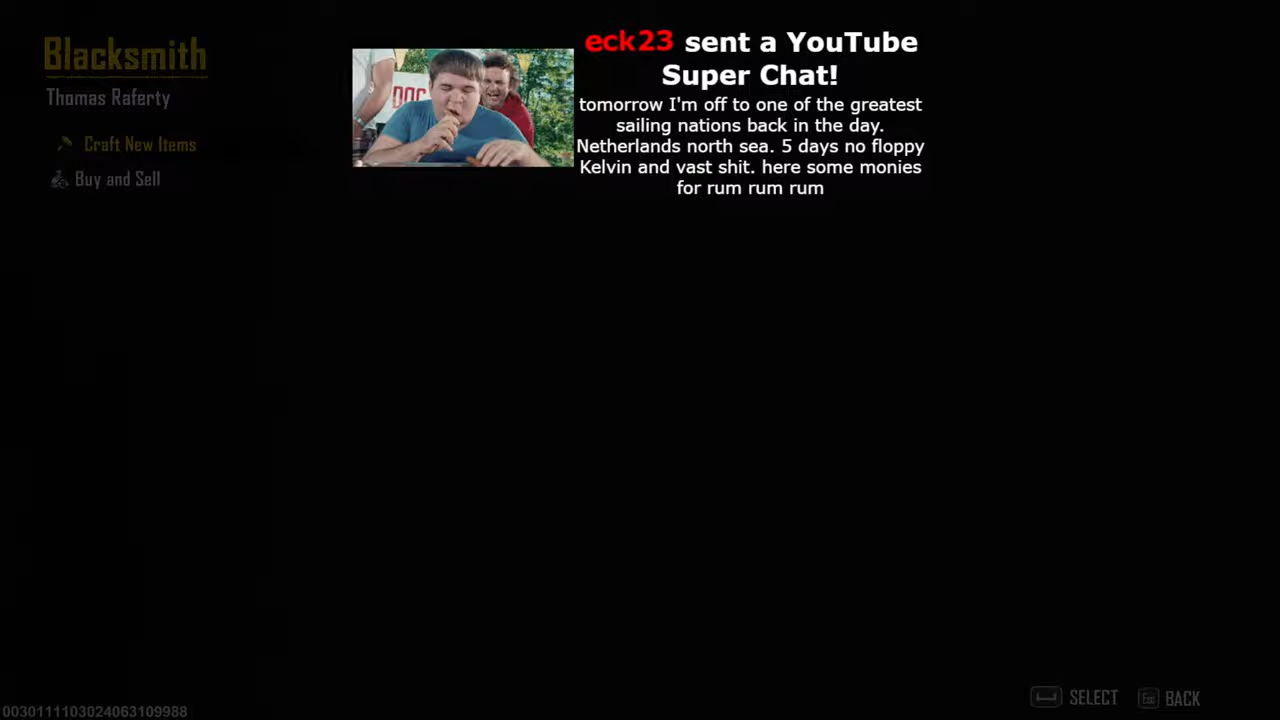 Blacksmith
Thomas Raferty
Craft New Items
Buy and Sell
eck23 sent a YouTube
Super Chat!
tomorrow I'm off to one of the greatest
sailing nations back in the day.
Netherlands north sea. 5 days no floppy
Kelvin and vast shit. here some monies
for rum rum rum
SELECT
Esc BACK
0030111103024063109988